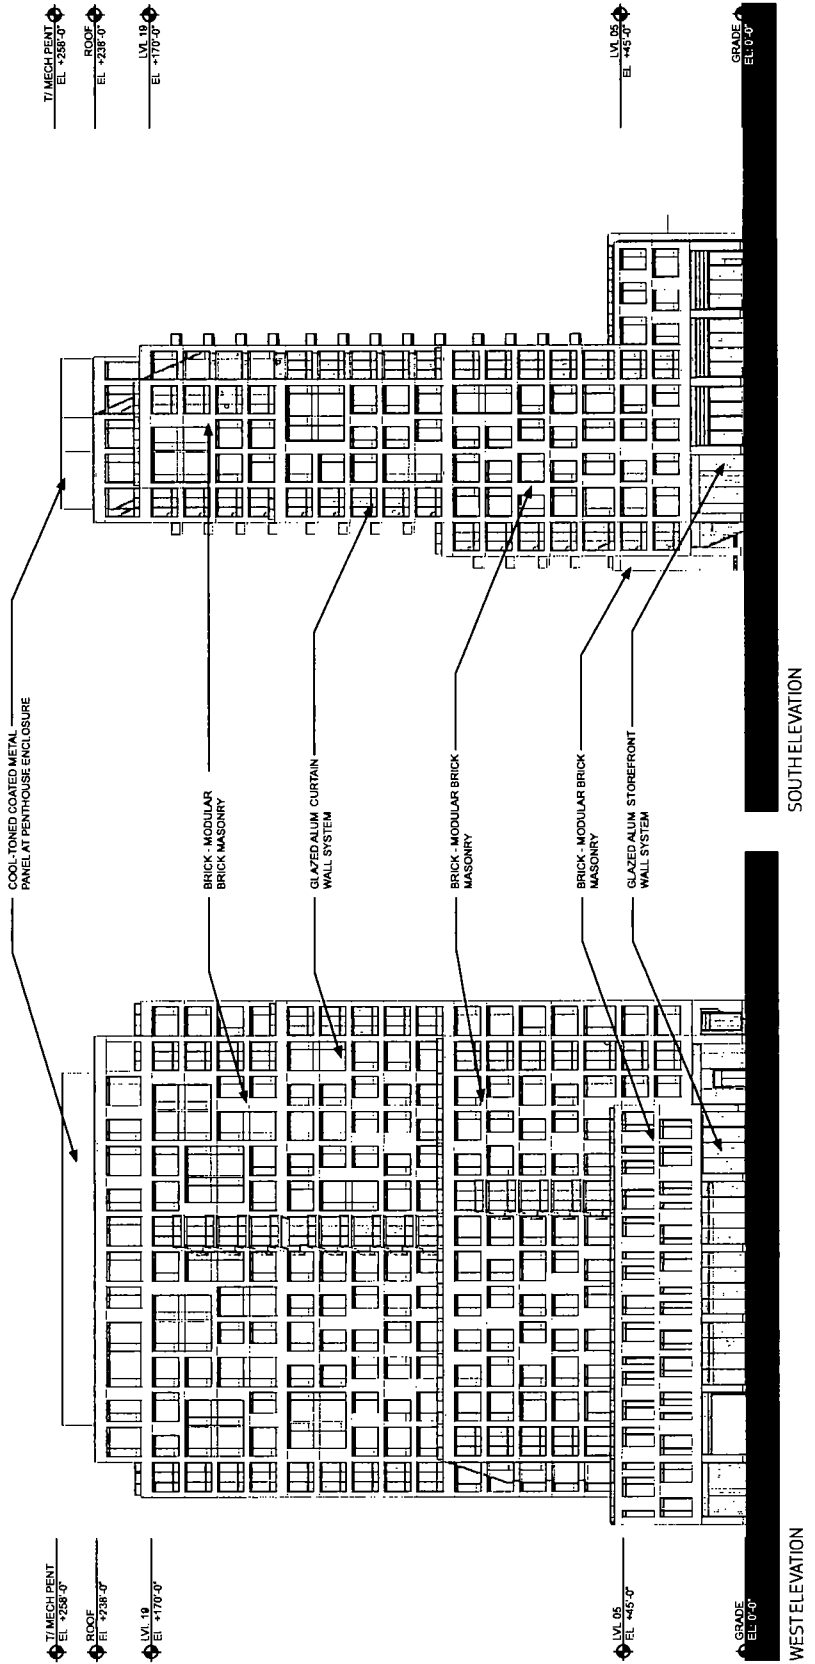 T/ MECH PENT
EL +258'-0"
ROOF
EL +238'-0"
LVL 19
EL +170'-0"
LVL 05
EL +45'-0"
GRADE
EL: 0'-0"
COOL-TONED COATED METAL
PANEL AT PENTHOUSE ENCLOSURE
BRICK - MODULAR
BRICK MASONRY
GLAZED ALUM CURTAIN
WALL SYSTEM
BRICK - MODULAR BRICK
MASONRY
BRICK - MODULAR BRICK
MASONRY
GLAZED ALUM STOREFRONT
WALL SYSTEM
SOUTH ELEVATION
T/ MECH PENT
EL +258'-0"
ROOF
EL +238'-0"
LVL 19
EL +170'-0"
LVL 05
EL +45'-0"
GRADE
EL: 0'-0"
WEST ELEVATION